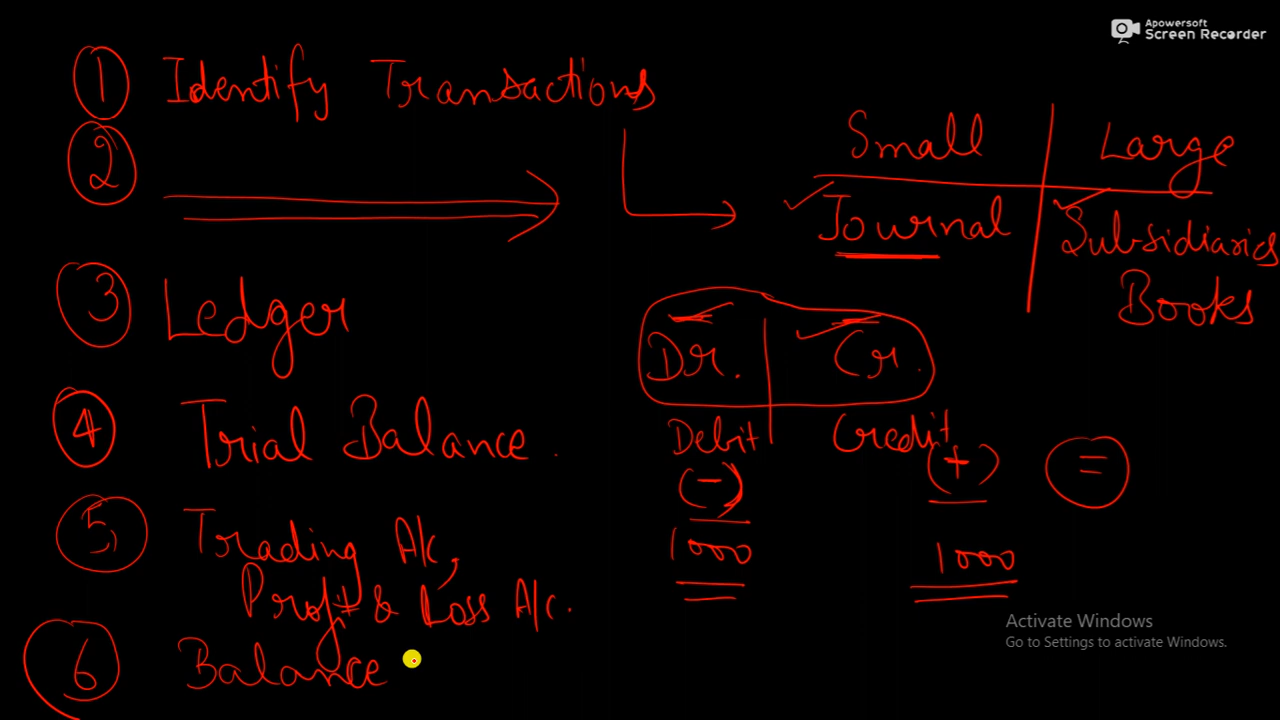 Apowersoft
Screen Recorder
1 Identify Transactions
2
Small Large
Journal Subsidiaries
Books
3 Ledger
Dr. Cr.
4 Trial Balance.
Debit Credit
(-) (+) =
1000 1000
5, Trading A/c,
Profit & Loss A/c.
6 Balance
Activate Windows
Go to Settings to activate Windows.